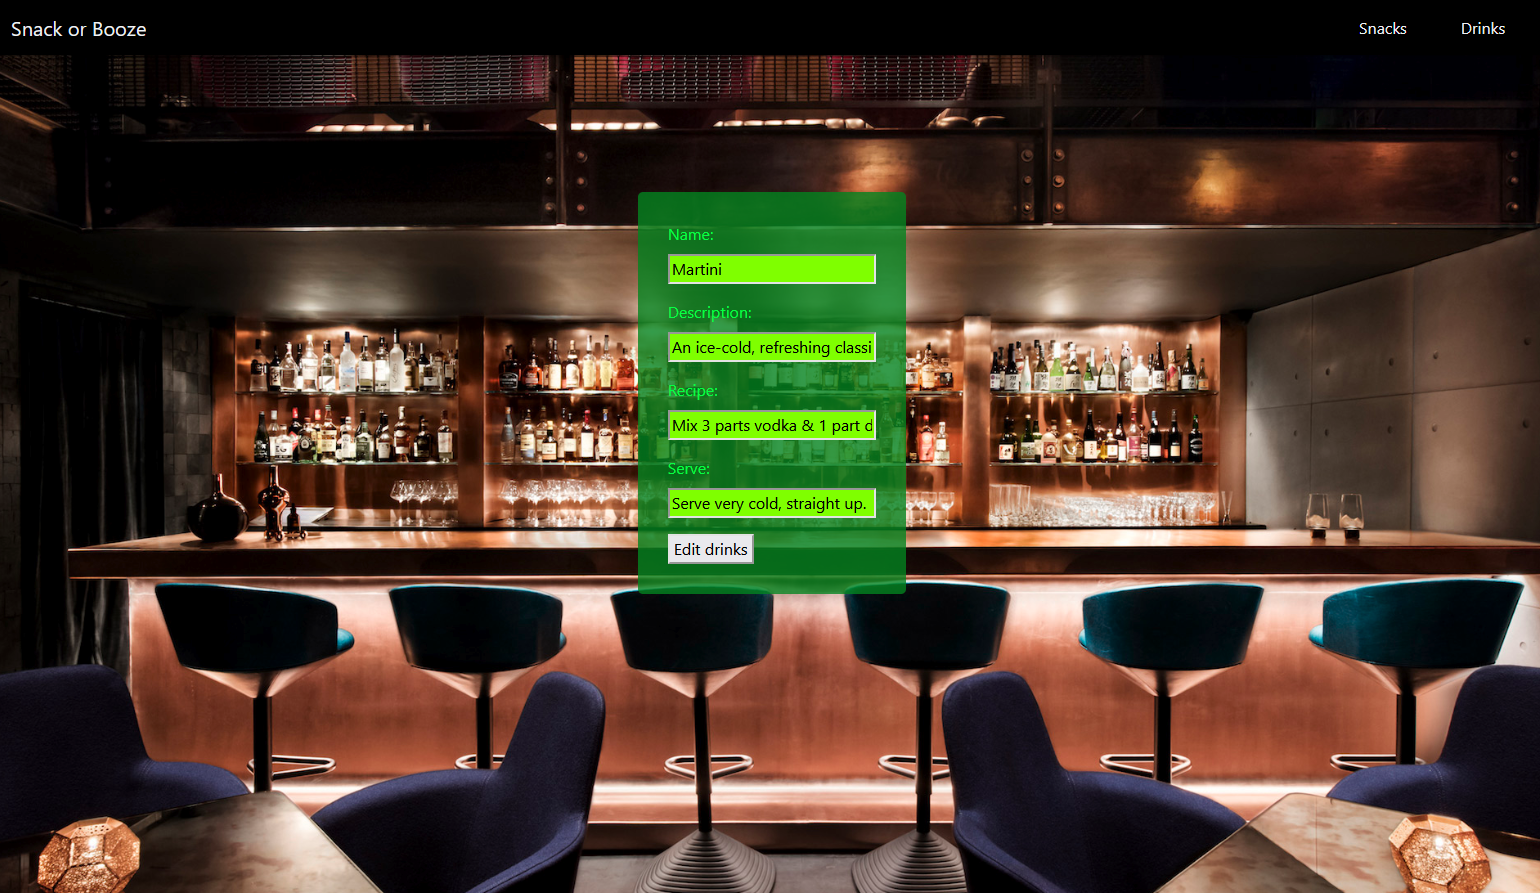 Snack or Booze
Snacks
Drinks
Name:
Martini
Description:
An ice-cold, refreshing classi
Recipe:
Mix 3 parts vodka & 1 part d
Serve:
Serve very cold, straight up.
Edit drinks